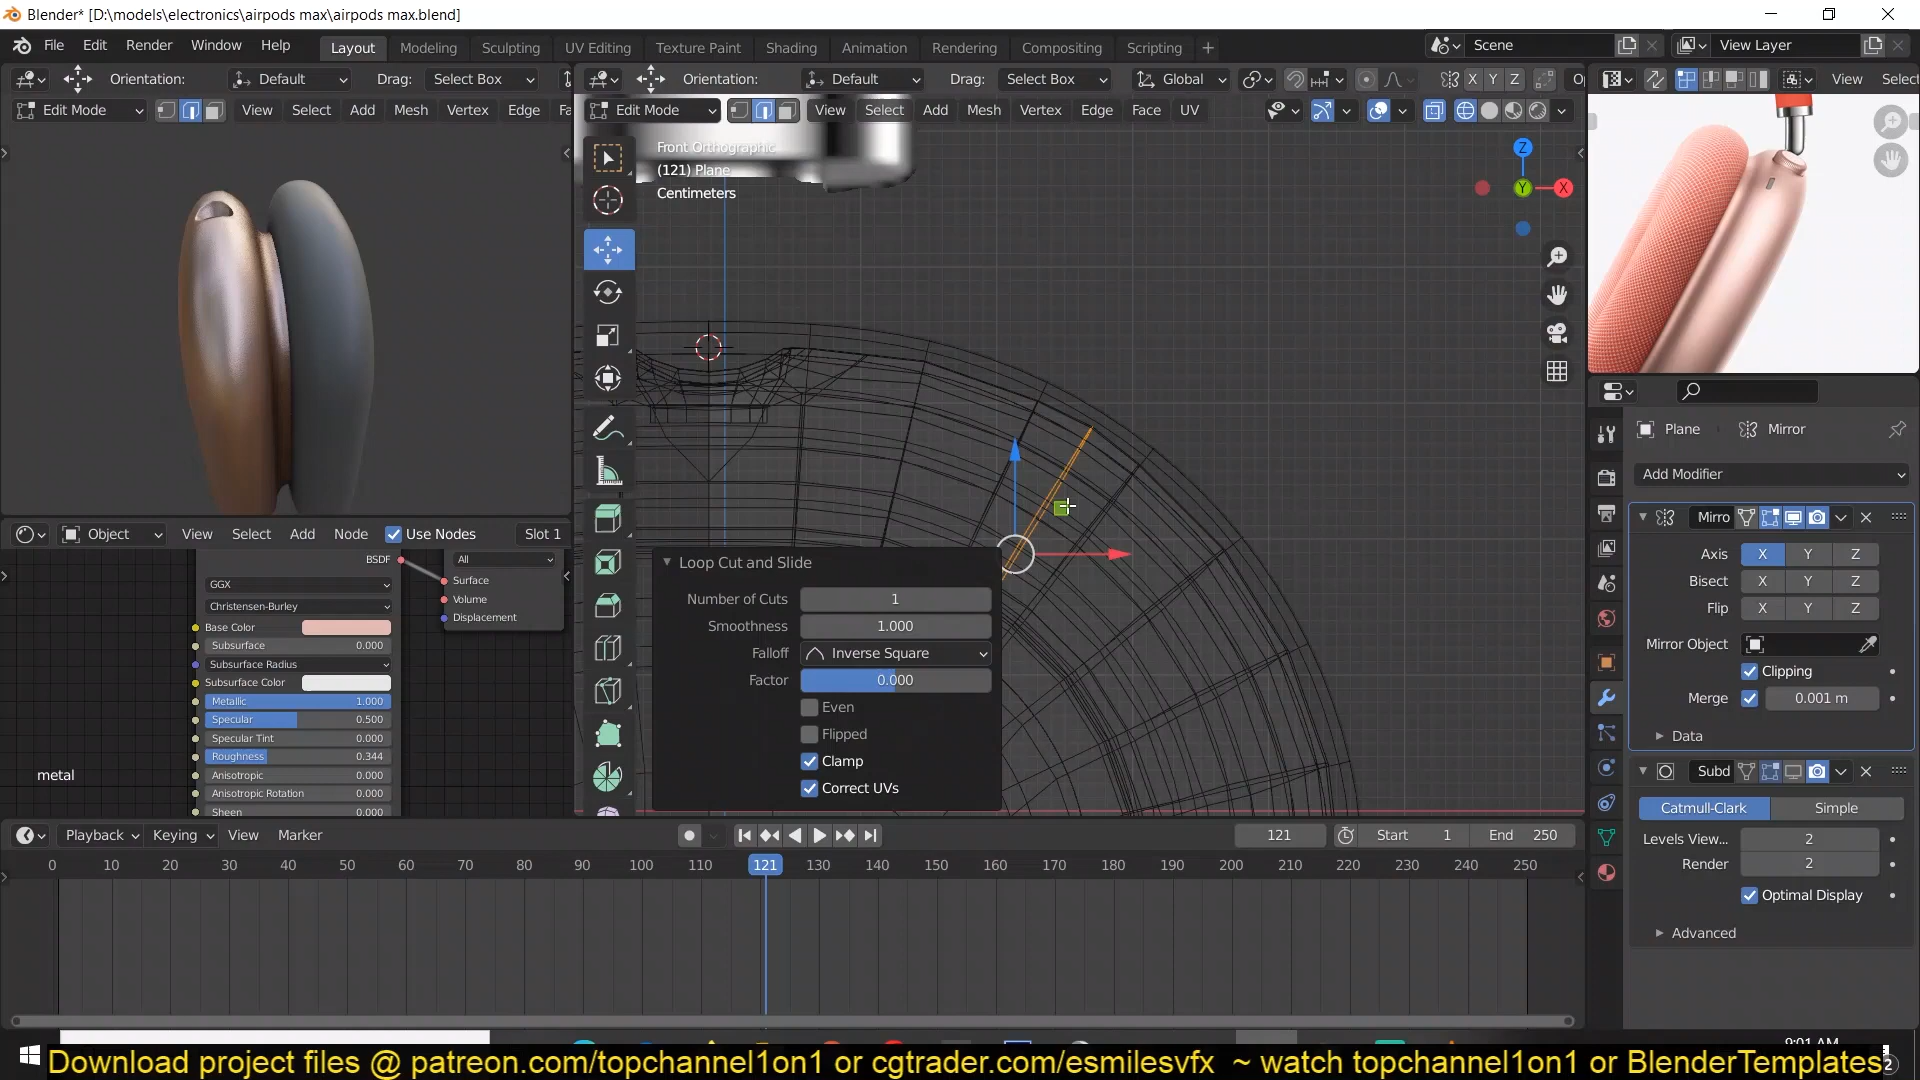 Blender* [D:\models\electronics\airpods max\airpods max.blend]
File Edit Render Window Help Layout Modeling Sculpting UV Editing Texture Paint Shading Animation Rendering Compositing Scripting + Scene View Layer
Orientation: Default Drag: Select Box Orientation: Default Drag: Select Box Global X Y Z Op View Select
Edit Mode View Select Add Mesh Vertex Edge Fa Edit Mode View Select Add Mesh Vertex Edge Face UV
Front Orthographic
(121) Plane
Centimeters
Z
Y
X
Plane Mirror
Add Modifier
Mirro
Axis X Y Z
Bisect X Y Z
Flip X Y Z
Mirror Object
Clipping
Merge 0.001 m
Data
Subd
Catmull-Clark Simple
Levels View... 2
Render 2
Optimal Display
Advanced
Loop Cut and Slide
Number of Cuts 1
Smoothness 1.000
Falloff Inverse Square
Factor 0.000
Even
Flipped
Clamp
Correct UVs
Object View Select Add Node Use Nodes Slot 1
BSDF
GGX
Christensen-Burley
Base Color
Subsurface 0.000
Subsurface Radius
Subsurface Color
Metallic 1.000
Specular 0.500
Specular Tint 0.000
Roughness 0.344
Anisotropic 0.000
Anisotropic Rotation 0.000
Sheen 0.000
All
Surface
Volume
Displacement
metal
Playback Keying View Marker 121 Start 1 End 250
0 10 20 30 40 50 60 70 80 90 100 110 121 130 140 150 160 170 180 190 200 210 220 230 240 250
9:01 AM
Download project files @ patreon.com/topchannel1on1 or cgtrader.com/esmilesvfx ~ watch topchannel1on1 or BlenderTemplates
2